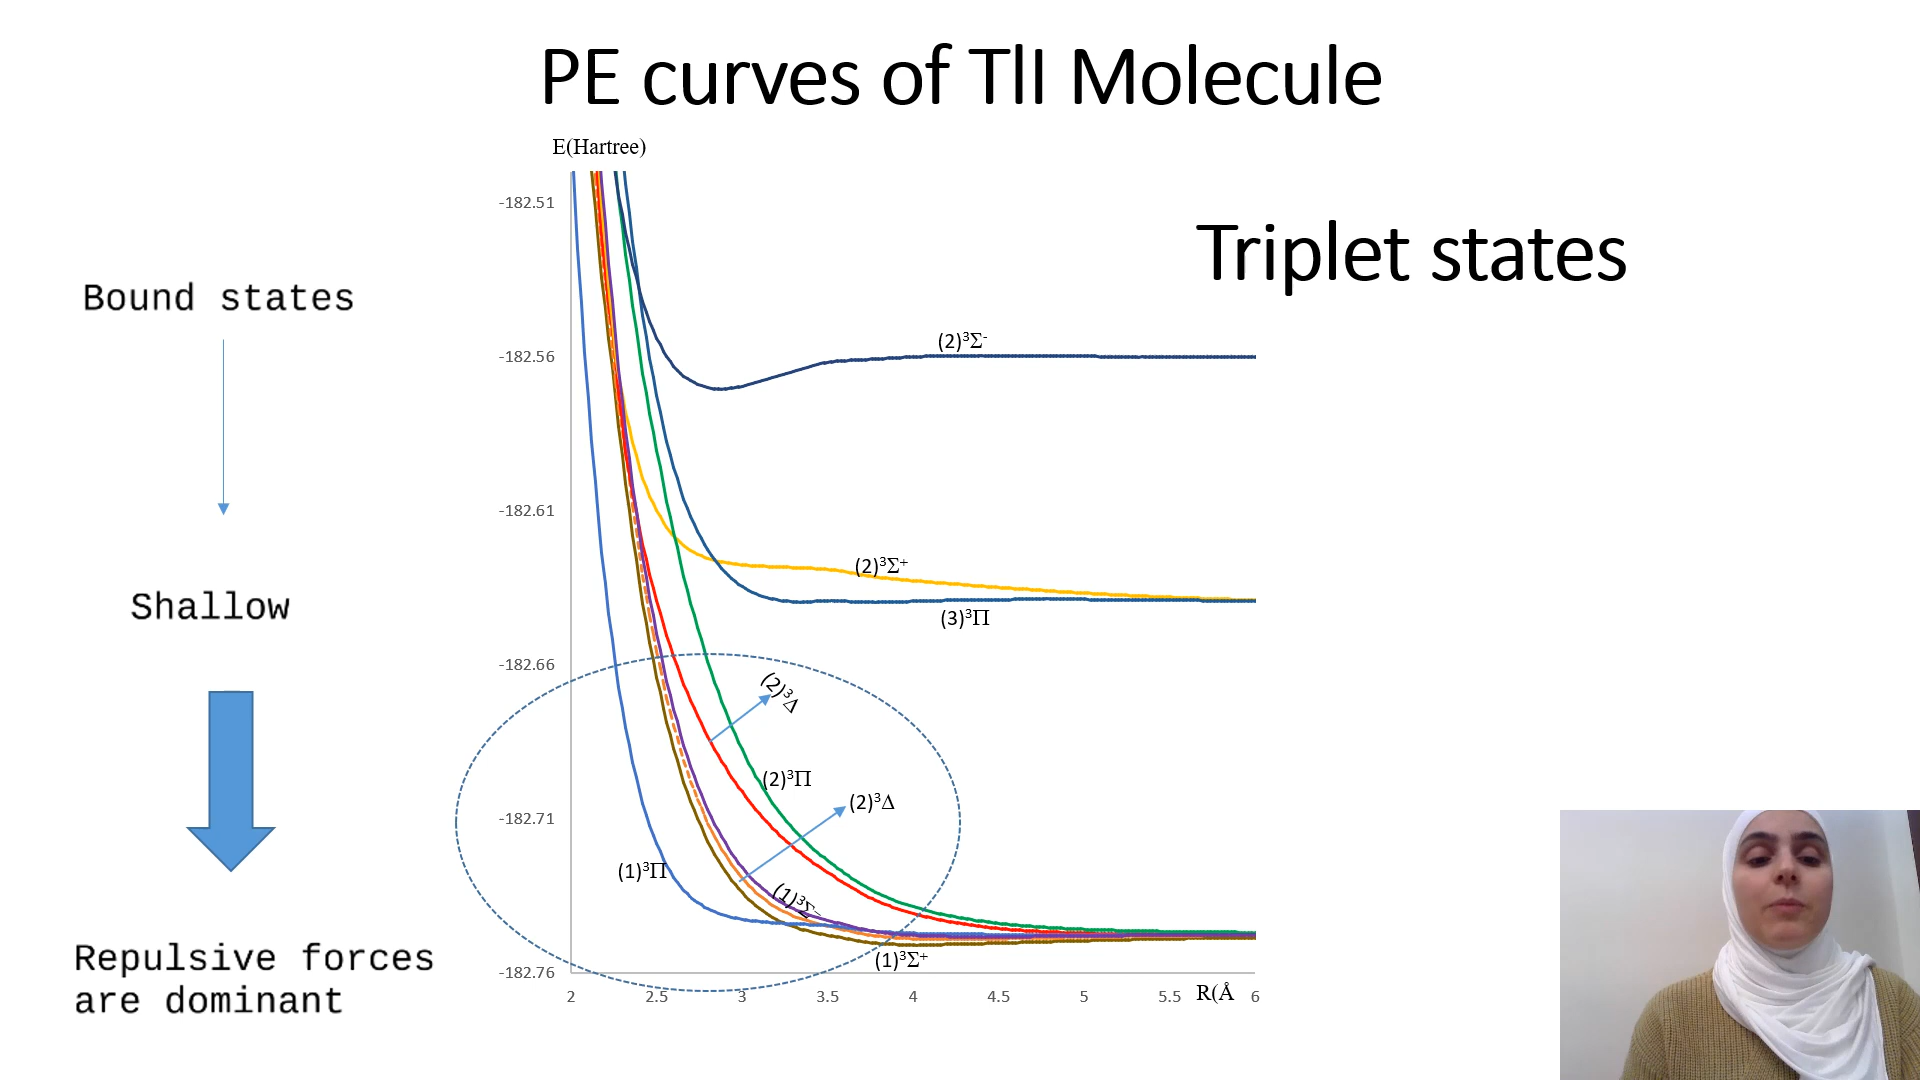 PE curves of TlI Molecule
E(Hartree)
-182.51
Triplet states
Bound states
(2)³Σ⁻
-182.56
-182.61
(2)³Σ⁺
Shallow
(3)³Π
-182.66
(2)³Δ
(2)³Π
(2)³Δ
-182.71
(1)³Π
(1)³Σ⁻
Repulsive forces
are dominant
(1)³Σ⁺
-182.76
2 2.5 3 3.5 4 4.5 5 5.5 R(Å 6